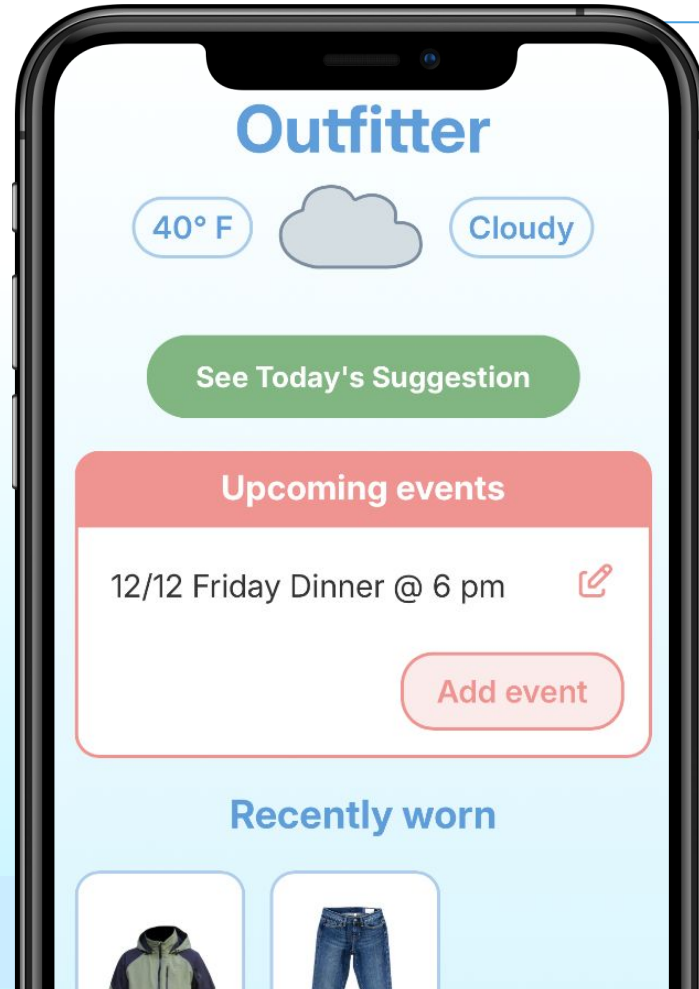 Outfitter
40° F
Cloudy
See Today's Suggestion
Upcoming events
12/12 Friday Dinner @ 6 pm
Add event
Recently worn